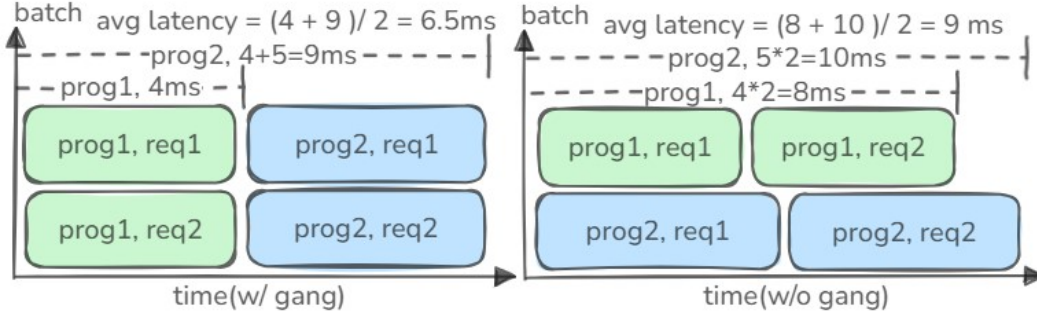 batch
avg latency = (4 + 9 )/ 2 = 6.5ms
prog2, 4+5=9ms
prog1, 4ms
prog1, req1
prog2, req1
prog1, req2
prog2, req2
time(w/ gang)
batch
avg latency = (8 + 10 )/ 2 = 9 ms
prog2, 5*2=10ms
prog1, 4*2=8ms
prog1, req1
prog1, req2
prog2, req1
prog2, req2
time(w/o gang)